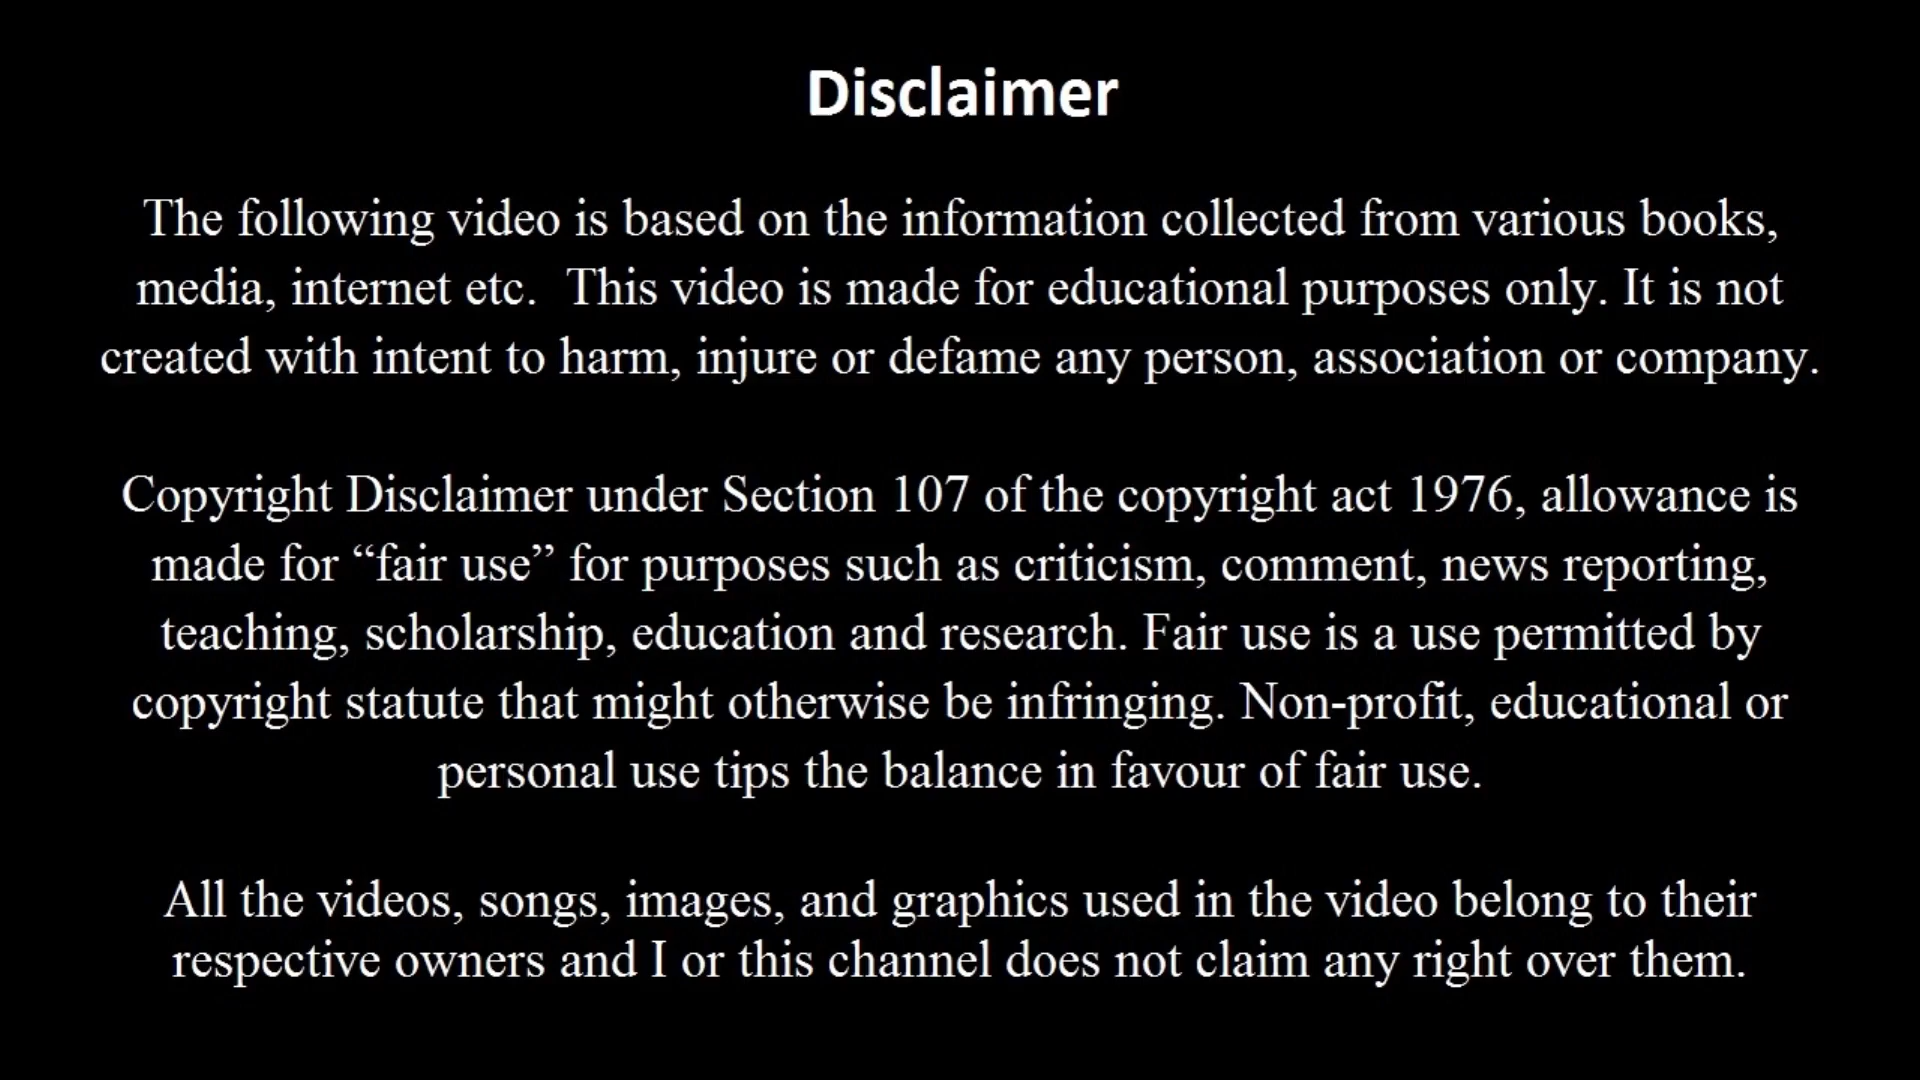 Disclaimer
The following video is based on the information collected from various books,
media, internet etc.  This video is made for educational purposes only. It is not
created with intent to harm, injure or defame any person, association or company.
Copyright Disclaimer under Section 107 of the copyright act 1976, allowance is
made for “fair use” for purposes such as criticism, comment, news reporting,
teaching, scholarship, education and research. Fair use is a use permitted by
copyright statute that might otherwise be infringing. Non-profit, educational or
personal use tips the balance in favour of fair use.
All the videos, songs, images, and graphics used in the video belong to their
respective owners and I or this channel does not claim any right over them.